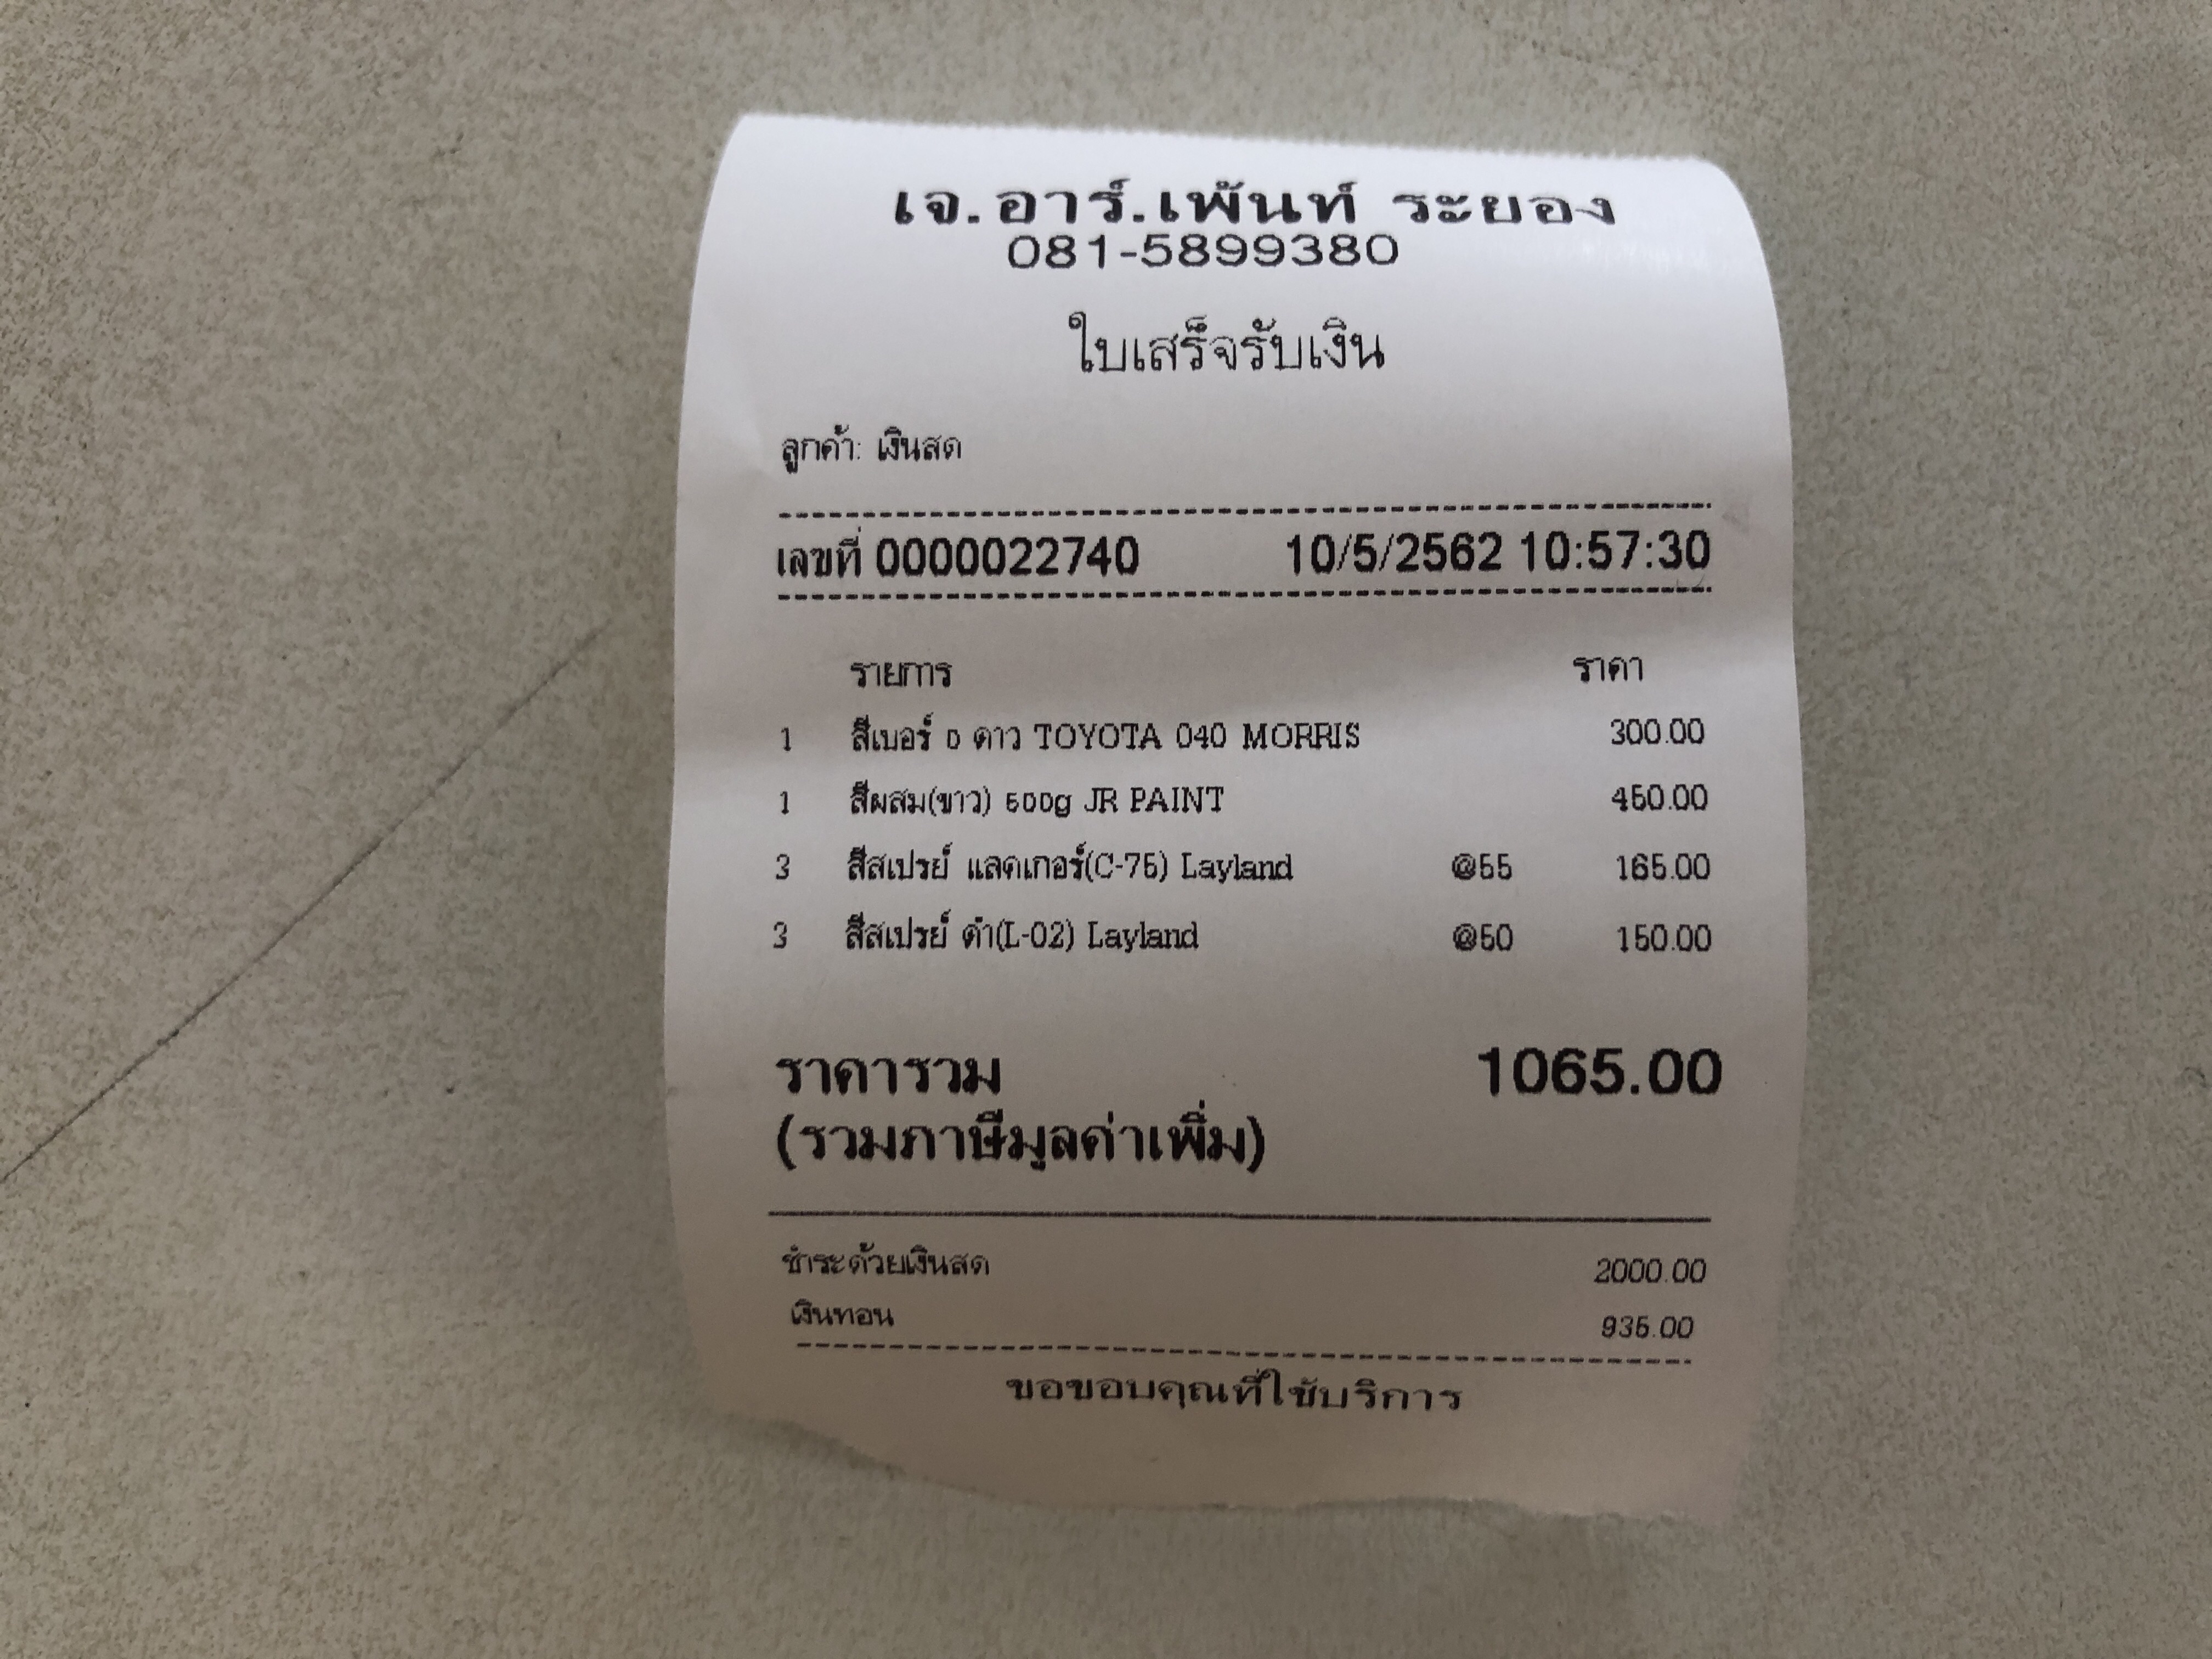 เจ.อาร์.เพ้นท์ ระยอง
081-5899380
ใบเสร็จรับเงิน
ลูกค้า: เงินสด
เลขที่ 0000022740 10/5/2562 10:57:30
รายการ ราคา
1 สีเบอร์ 0 ดาว TOYOTA 040 MORRIS 300.00
1 สีผสม(ขาว) 500g JR PAINT 450.00
3 สีสเปรย์ แลคเกอร์(C-75) Layland @55 165.00
3 สีสเปรย์ ดำ(L-02) Layland @50 150.00
ราคารวม 1065.00
(รวมภาษีมูลค่าเพิ่ม)
ชำระด้วยเงินสด 2000.00
เงินทอน 935.00
ขอขอบคุณที่ใช้บริการ